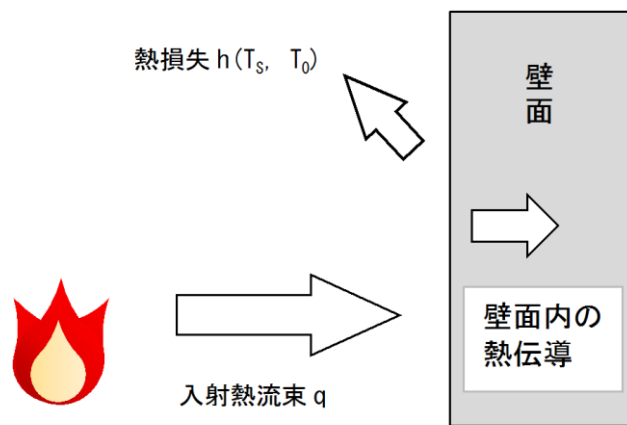 熱損失 h(Ts, T0)
壁
面
壁面内の
熱伝導
入射熱流束 q